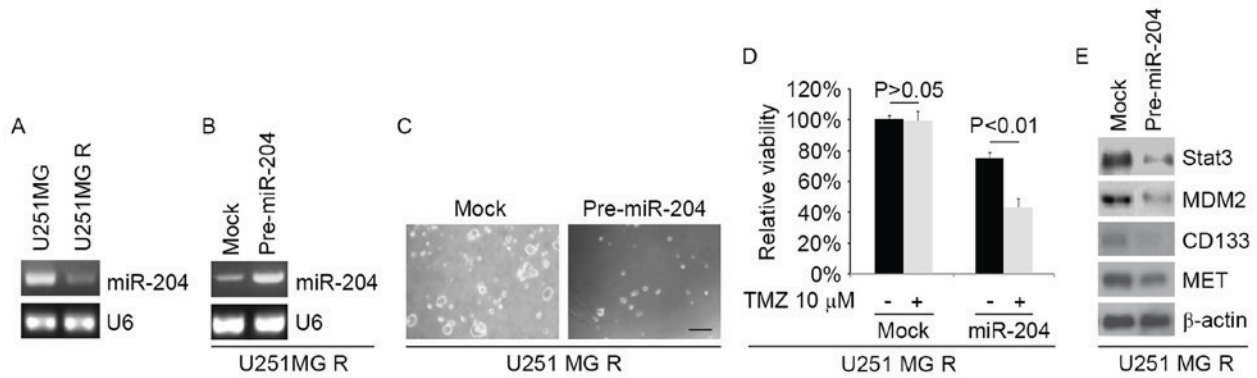 A
U251MG
U251MG R
miR-204
U6
B
Mock
Pre-miR-204
miR-204
U6
U251MG R
C
Mock
Pre-miR-204
U251 MG R
D
Relative viability
120%
100%
80%
60%
40%
20%
0%
P>0.05
P<0.01
TMZ 10 μM
- + - +
Mock miR-204
U251 MG R
E
Mock
Pre-miR-204
Stat3
MDM2
CD133
MET
β-actin
U251 MG R